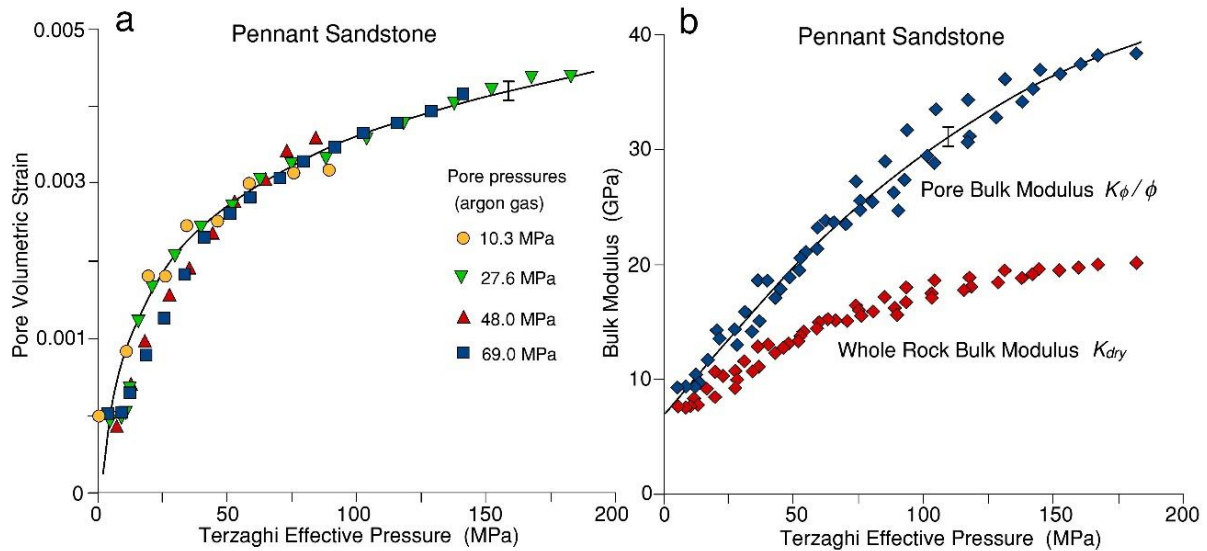 a
Pennant Sandstone
0.005
0.003
0.001
0
Pore Volumetric Strain
Pore pressures
(argon gas)
10.3 MPa
27.6 MPa
48.0 MPa
69.0 MPa
0 50 100 150 200
Terzaghi Effective Pressure (MPa)
b
Pennant Sandstone
40
30
20
10
0
Bulk Modulus (GPa)
Pore Bulk Modulus Kϕ/ϕ
Whole Rock Bulk Modulus Kdry
0 50 100 150 200
Terzaghi Effective Pressure (MPa)